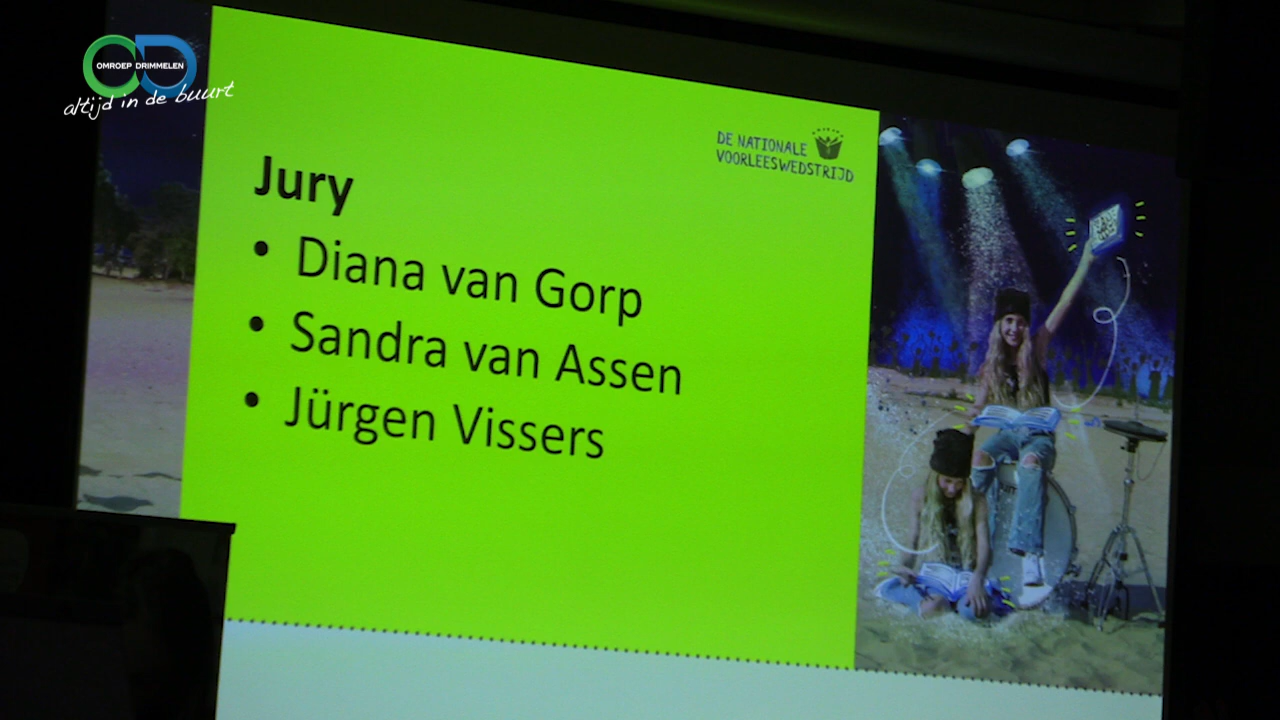 OMROEP DRIMMELEN
altijd in de buurt
DE NATIONALE
VOORLEESWEDSTRIJD
Jury
• Diana van Gorp
• Sandra van Assen
• Jürgen Vissers